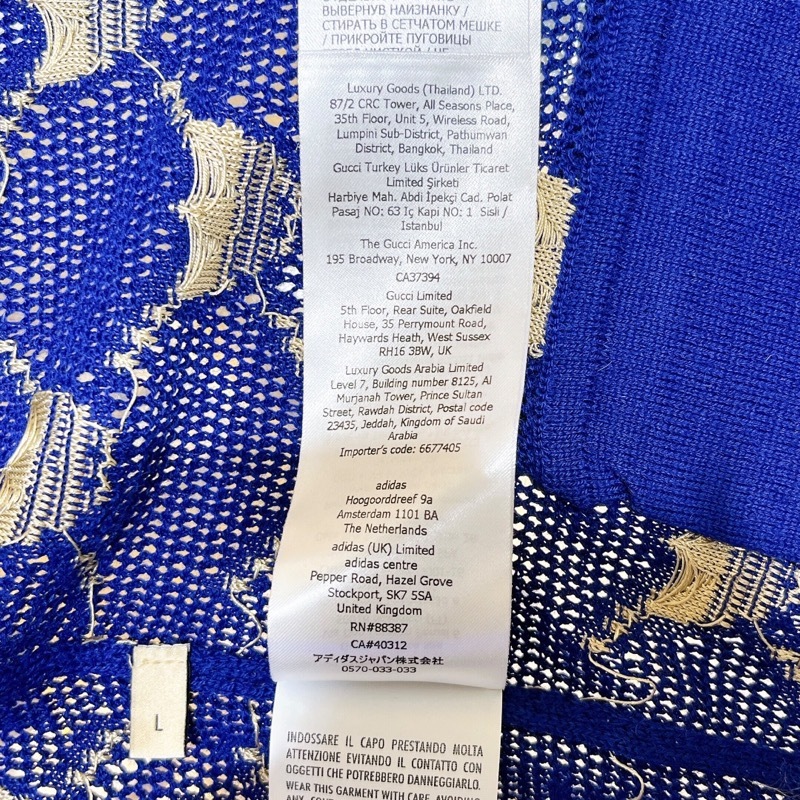 ВЫВЕРНУВ НАИЗНАНКУ /
СТИРАТЬ В СЕТЧАТОМ МЕШКЕ
/ ПРИКРОЙТЕ ПУГОВИЦЫ
Luxury Goods (Thailand) LTD.
87/2 CRC Tower, All Seasons Place,
35th Floor, Unit 5, Wireless Road,
Lumpini Sub-District, Pathumwan
District, Bangkok, Thailand
Gucci Turkey Lüks Ürünler Ticaret
Limited Şirketi
Harbiye Mah. Abdi İpekçi Cad. Polat
Pasaj NO: 63 İç Kapi NO: 1 Sisli /
Istanbul
The Gucci America Inc.
195 Broadway, New York, NY 10007
CA37394
Gucci Limited
5th Floor, Rear Suite, Oakfield
House, 35 Perrymount Road,
Haywards Heath, West Sussex
RH16 3BW, UK
Luxury Goods Arabia Limited
Level 7, Building number 8125, Al
Murjanah Tower, Prince Sultan
Street, Rawdah District, Postal code
23435, Jeddah, Kingdom of Saudi
Arabia
Importer's code: 6677405
adidas
Hoogoorddreef 9a
Amsterdam 1101 BA
The Netherlands
adidas (UK) Limited
adidas centre
Pepper Road, Hazel Grove
Stockport, SK7 5SA
United Kingdom
RN#88387
CA#40312
アディダスジャパン株式会社
0570-033-033
L
INDOSSARE IL CAPO PRESTANDO MOLTA
ATTENZIONE EVITANDO IL CONTATTO CON
OGGETTI CHE POTREBBERO DANNEGGIARLO.
WEAR THIS GARMENT WITH CARE, AVOIDING